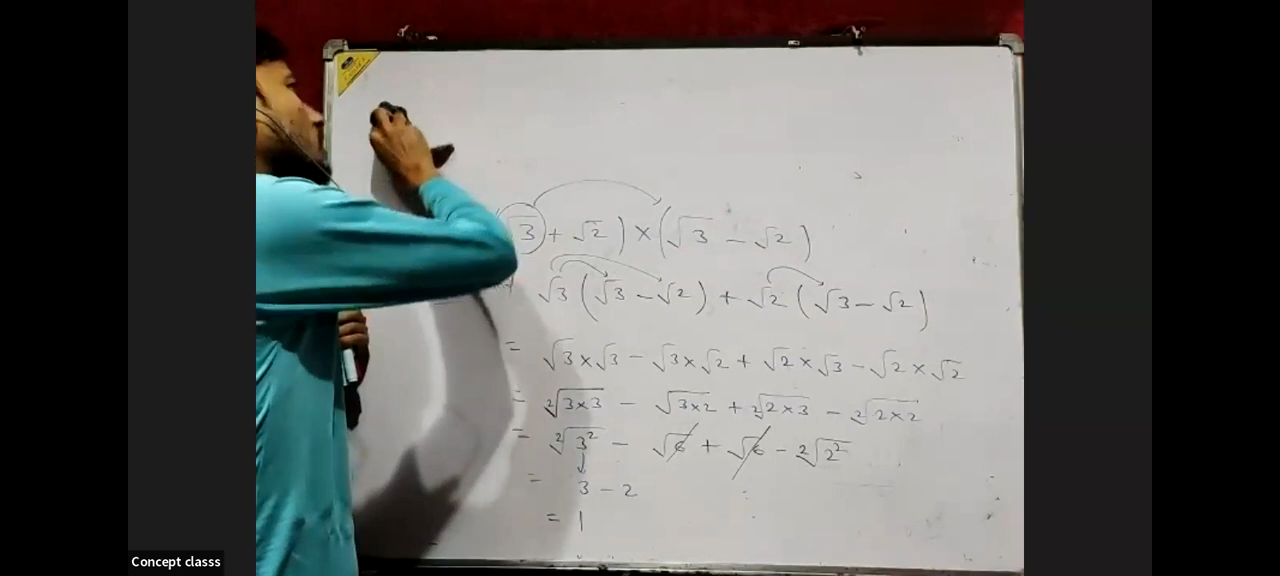 √3 + √2) × (√3 - √2)
√3 (√3 - √2) + √2 (√3 - √2)
= √3 × √3 - √3 × √2 + √2 × √3 - √2 × √2
= ²√3×3 - √3×2 + ²√2×3 - ²√2×2
= ²√3² - √6 + √6 - ²√2²
= 3 - 2
= 1
Concept classs